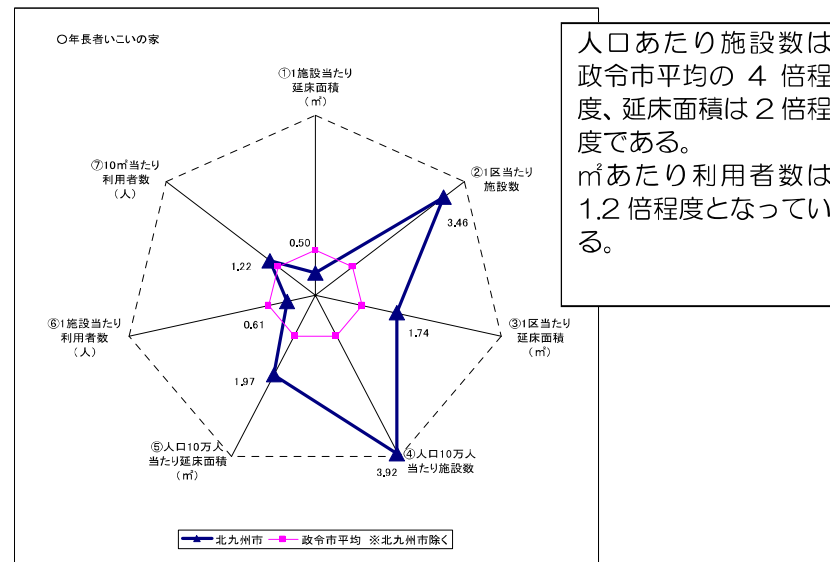 ○年長者いこいの家
①1施設当たり
延床面積
(㎡)
②1区当たり
施設数
3.46
③1区当たり
延床面積
(㎡)
1.74
④人口10万人
当たり施設数
3.92
⑤人口10万人
当たり延床面積
(㎡)
1.97
⑥1施設当たり
利用者数
(人)
0.61
⑦10㎡当たり
利用者数
(人)
1.22
0.50
北九州市 政令市平均 ※北九州市除く
人口あたり施設数は
政令市平均の 4 倍程
度、延床面積は2倍程
度である。
㎡あたり利用者数は
1.2 倍程度となってい
る。